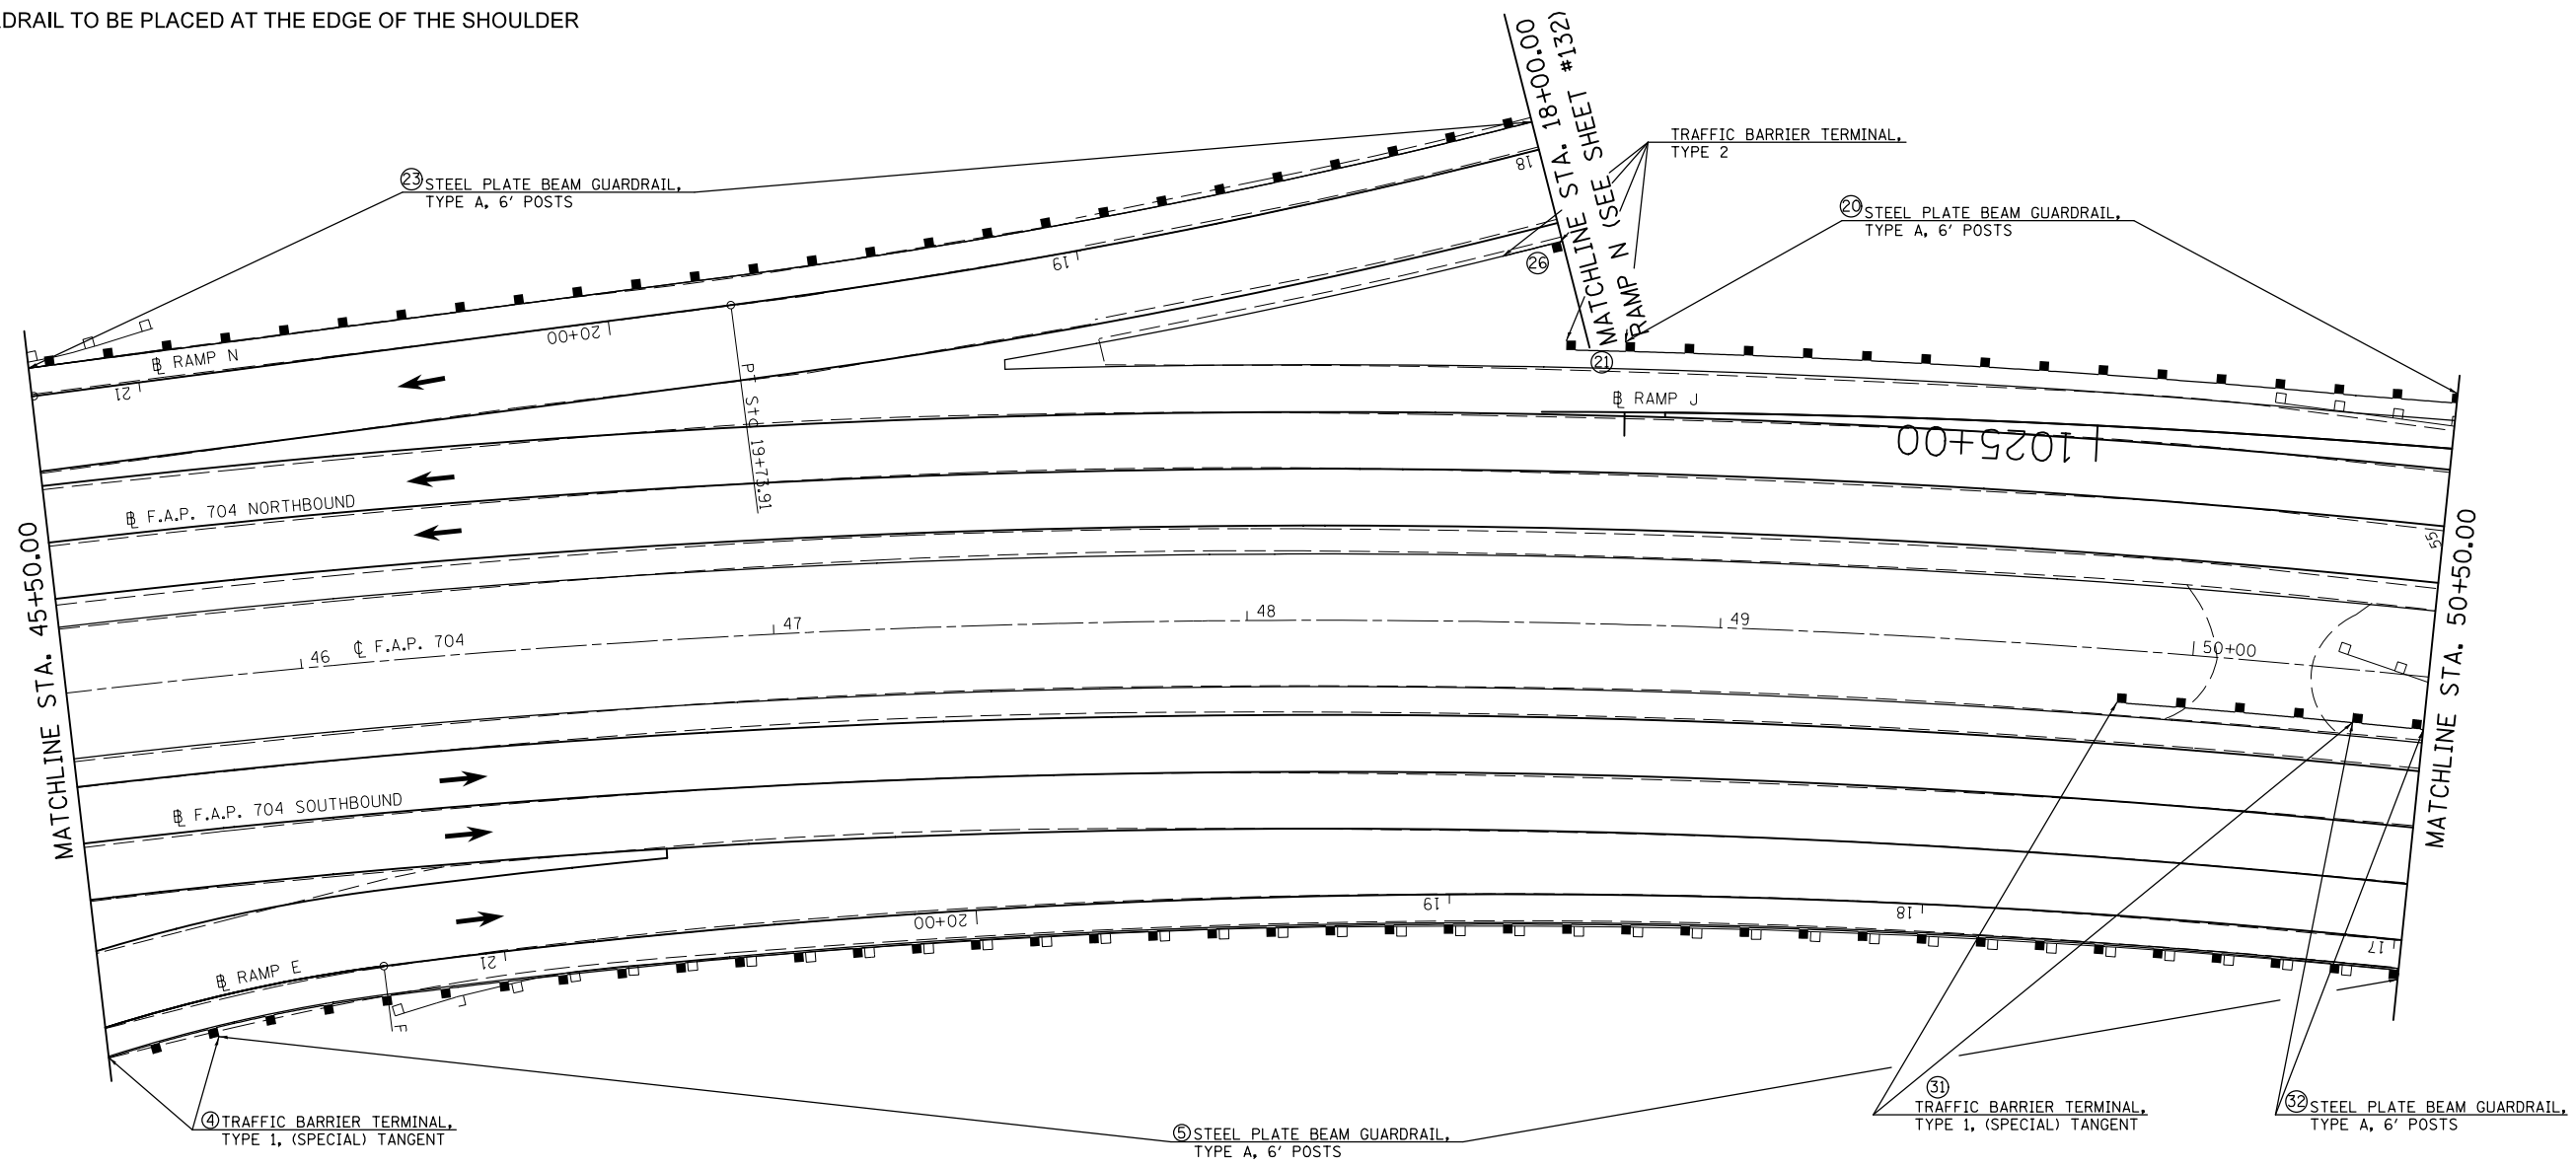 DRAIL TO BE PLACED AT THE EDGE OF THE SHOULDER
MATCHLINE STA. 18+00.00
RAMP N (SEE SHEET #132)
TRAFFIC BARRIER TERMINAL,
TYPE 2
23 STEEL PLATE BEAM GUARDRAIL,
TYPE A, 6' POSTS
20 STEEL PLATE BEAM GUARDRAIL,
TYPE A, 6' POSTS
18
19
26
20+00
21
℄ RAMP N
21
PT Sta 19+73.91
℄ RAMP J
1025+00
℄ F.A.P. 704 NORTHBOUND
55
MATCHLINE STA. 45+50.00
MATCHLINE STA. 50+50.00
46
℄ F.A.P. 704
47
48
49
50+00
℄ F.A.P. 704 SOUTHBOUND
℄ RAMP E
21
20+00
19
18
17
4 TRAFFIC BARRIER TERMINAL,
TYPE 1, (SPECIAL) TANGENT
5 STEEL PLATE BEAM GUARDRAIL,
TYPE A, 6' POSTS
31
TRAFFIC BARRIER TERMINAL,
TYPE 1, (SPECIAL) TANGENT
32 STEEL PLATE BEAM GUARDRAIL,
TYPE A, 6' POSTS